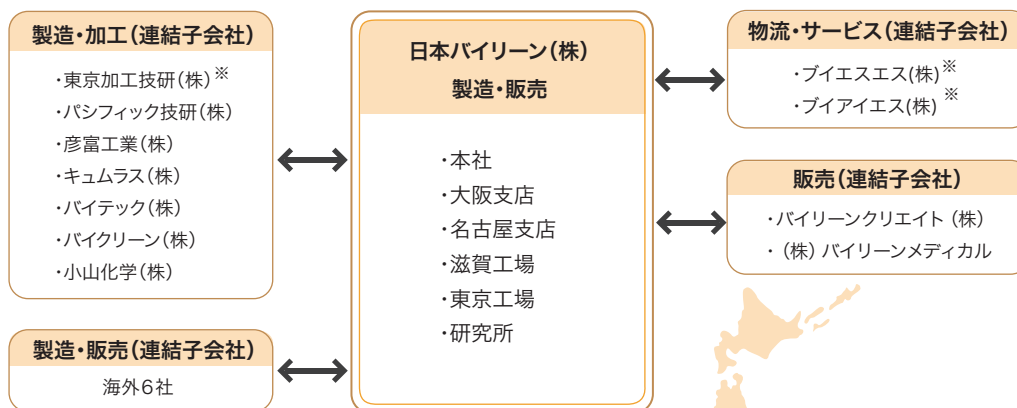 製造・加工(連結子会社)
・東京加工技研(株)※
・パシフィック技研(株)
・彦富工業(株)
・キュムラス(株)
・バイテック(株)
・バイクリーン(株)
・小山化学(株)
製造・販売(連結子会社)
海外6社
日本バイリーン(株)
製造・販売
・本社
・大阪支店
・名古屋支店
・滋賀工場
・東京工場
・研究所
物流・サービス(連結子会社)
・ブイエスエス(株)※
・ブイアイエス(株)※
販売(連結子会社)
・バイリーンクリエイト (株)
・(株) バイリーンメディカル